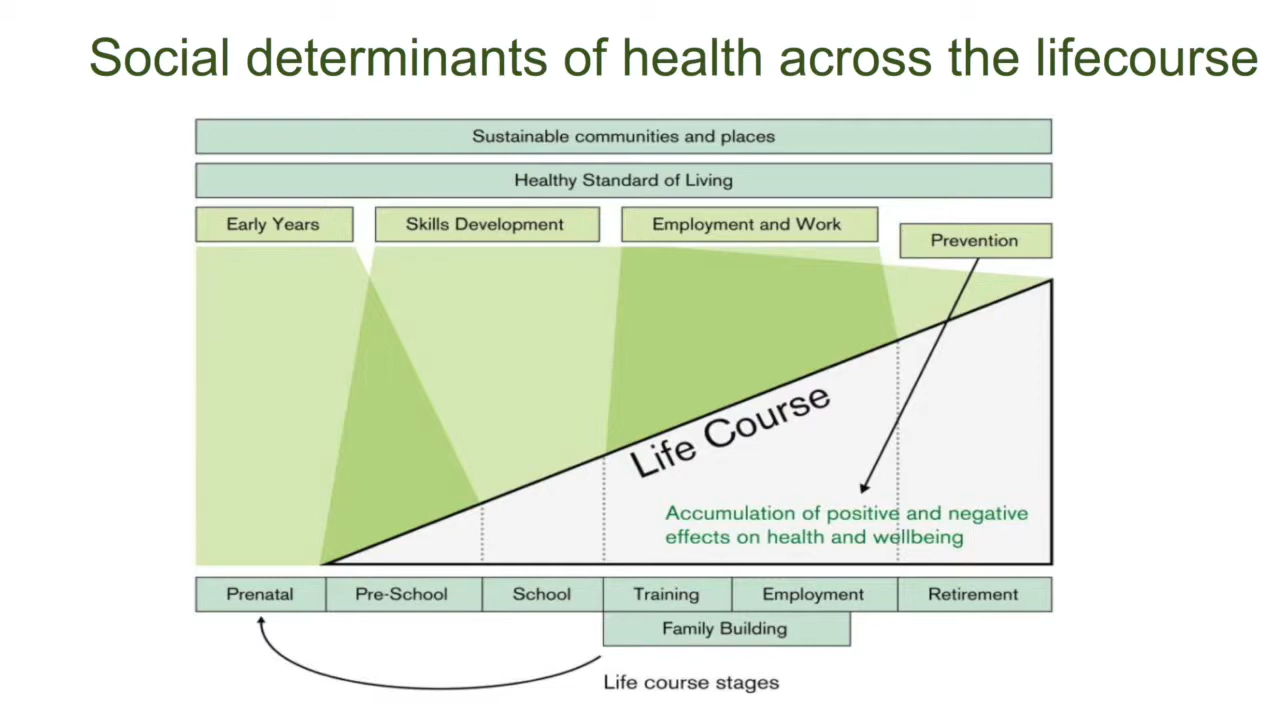 Social determinants of health across the lifecourse
Sustainable communities and places
Healthy Standard of Living
Early Years
Skills Development
Employment and Work
Prevention
Life Course
Accumulation of positive and negative
effects on health and wellbeing
Prenatal
Pre-School
School
Training
Employment
Retirement
Family Building
Life course stages